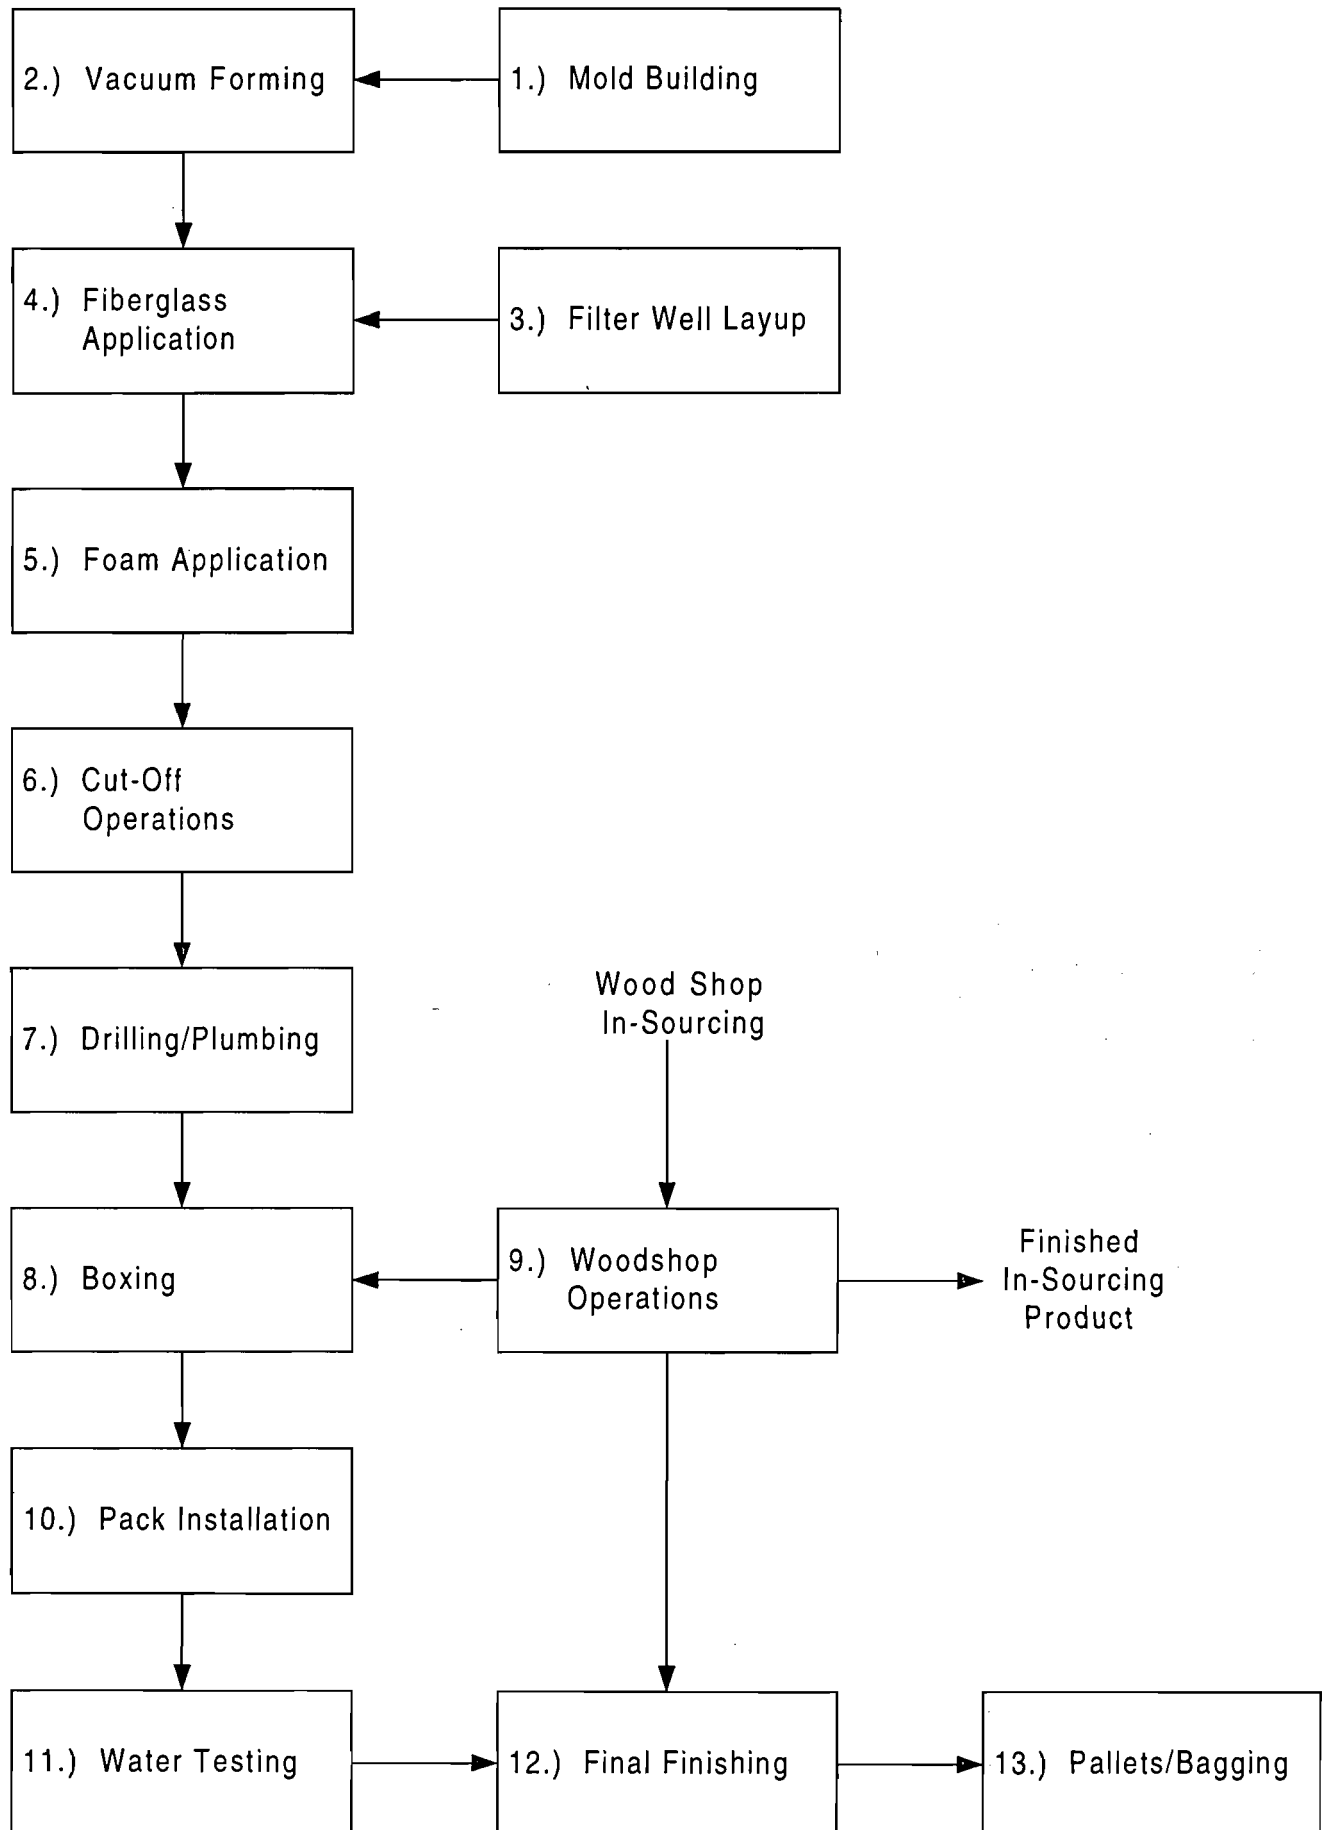 2.) Vacuum Forming
1.) Mold Building
4.) Fiberglass
Application
3.) Filter Well Layup
5.) Foam Application
6.) Cut-Off
Operations
7.) Drilling/Plumbing
Wood Shop
In-Sourcing
8.) Boxing
9.) Woodshop
Operations
Finished
In-Sourcing
Product
10.) Pack Installation
11.) Water Testing
12.) Final Finishing
13.) Pallets/Bagging